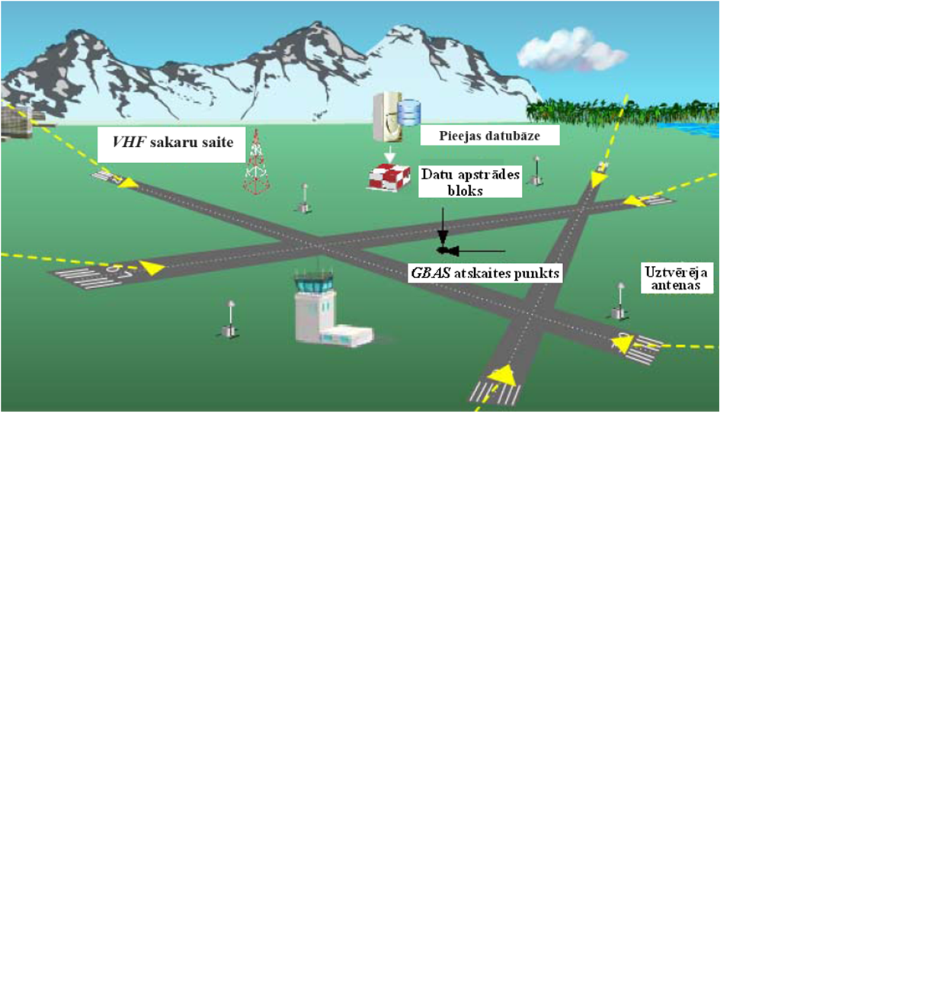 VHF sakaru saite
Pieejas datubāze
Datu apstrādes
bloks
GBAS atskaites punkts
Uztvērēja
antenas